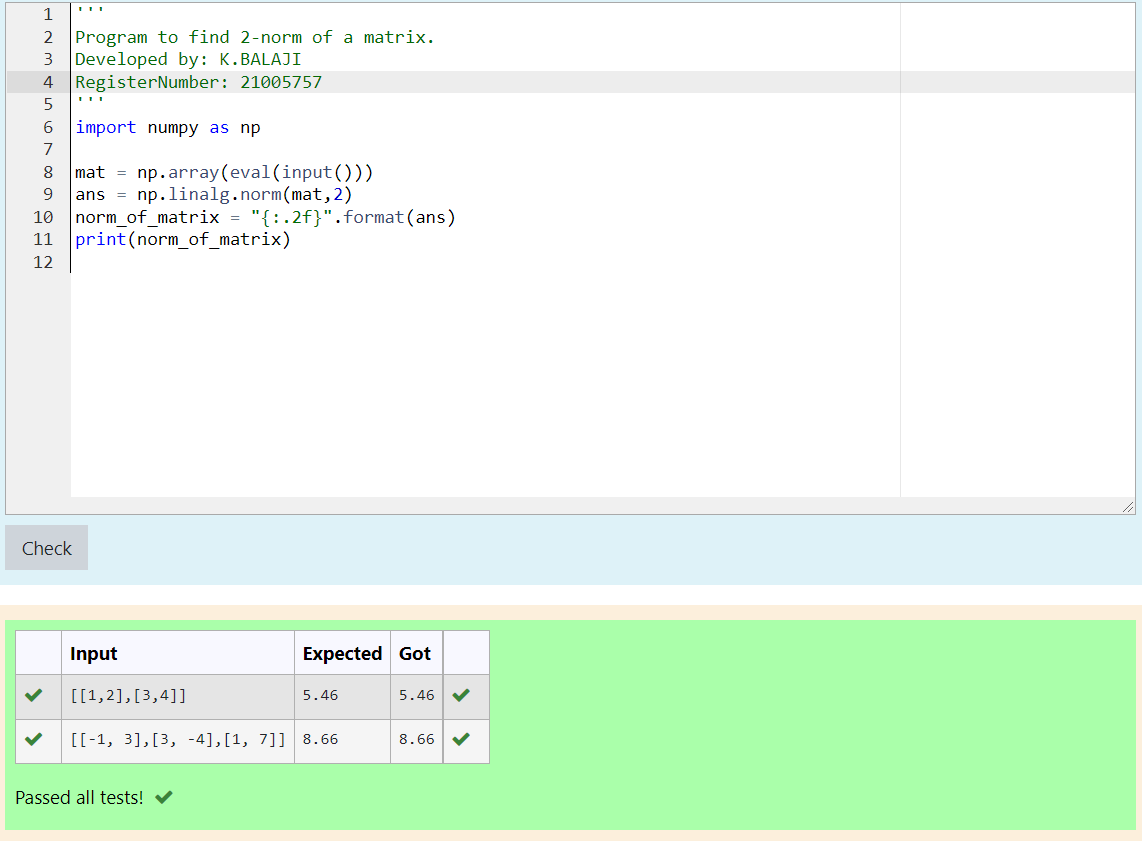 1 '''
2 Program to find 2-norm of a matrix.
3 Developed by: K.BALAJI
4 RegisterNumber: 21005757
5 '''
6 import numpy as np
7
8 mat = np.array(eval(input()))
9 ans = np.linalg.norm(mat,2)
10 norm_of_matrix = "{:.2f}".format(ans)
11 print(norm_of_matrix)
12
Check
Input Expected Got
[[1,2],[3,4]] 5.46 5.46
[[-1, 3],[3, -4],[1, 7]] 8.66 8.66
Passed all tests!